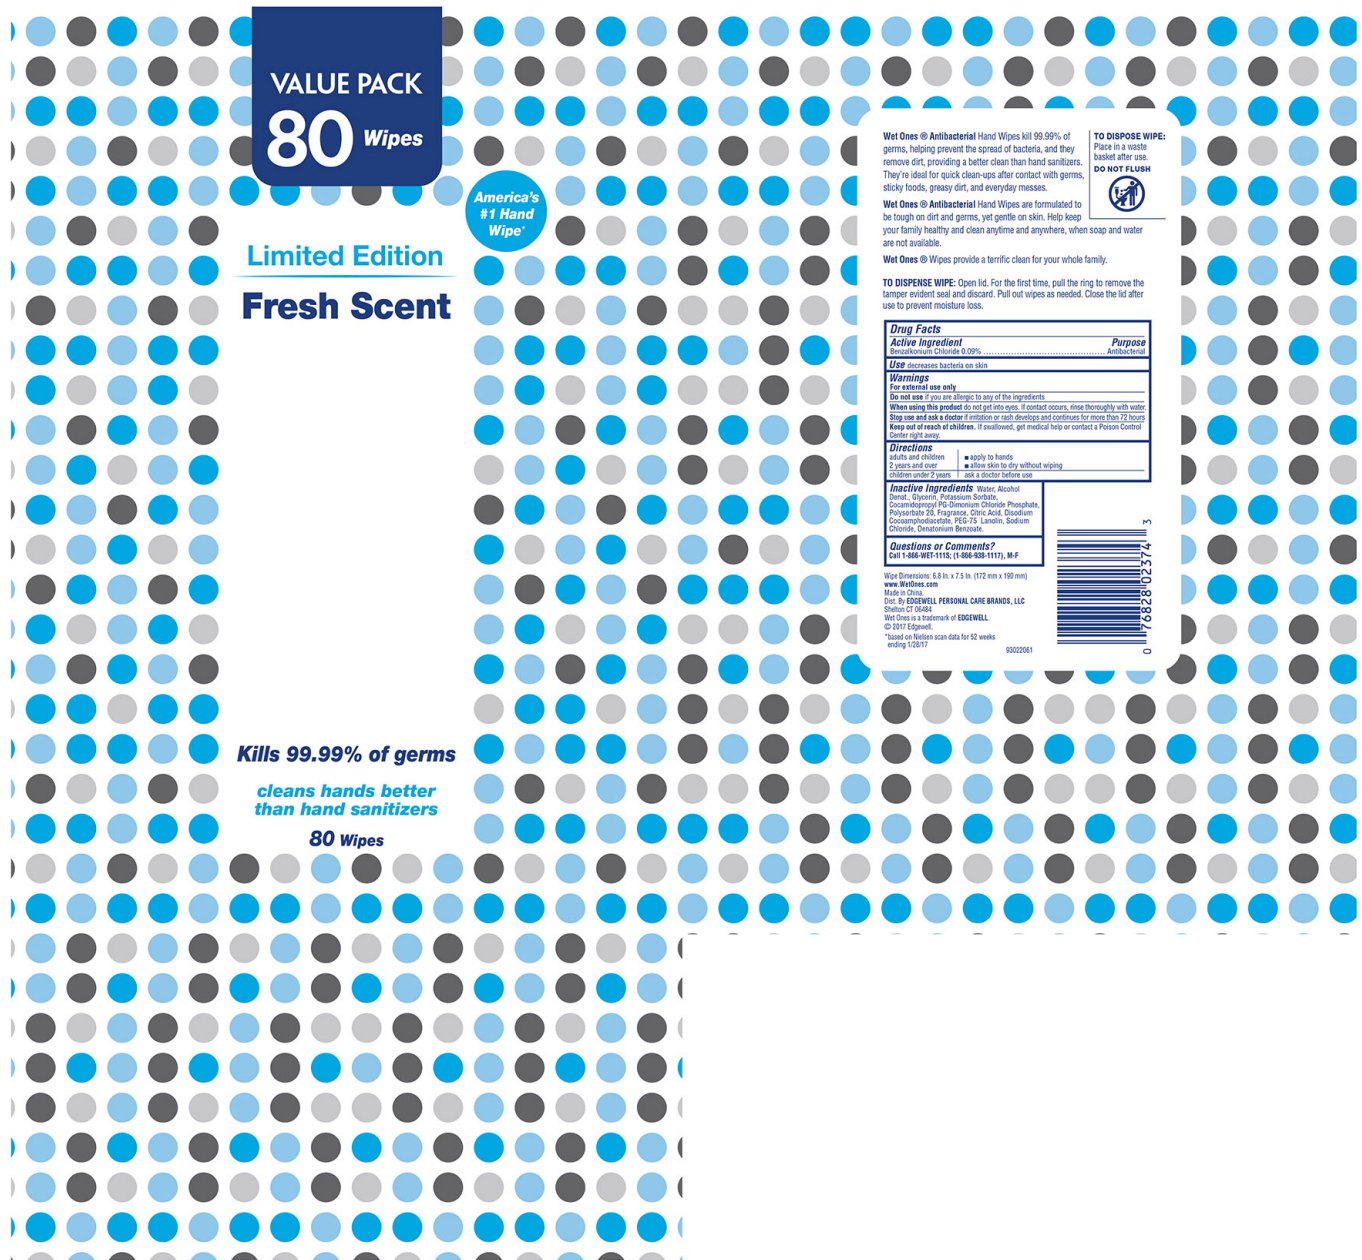 VALUE PACK
80 Wipes
America's
#1 Hand
Wipe*
Limited Edition
Fresh Scent
Kills 99.99% of germs
cleans hands better
than hand sanitizers
80 Wipes
Wet Ones ® Antibacterial Hand Wipes kill 99.99% of
germs, helping prevent the spread of bacteria, and they
remove dirt, providing a better clean than hand sanitizers.
They're ideal for quick clean-ups after contact with germs,
sticky foods, greasy dirt, and everyday messes.
Wet Ones ® Antibacterial Hand Wipes are formulated to
be tough on dirt and germs, yet gentle on skin. Help keep
your family healthy and clean anytime and anywhere, when soap and water
are not available.
Wet Ones ® Wipes provide a terrific clean for your whole family.
TO DISPOSE WIPE:
Place in a waste
basket after use.
DO NOT FLUSH
TO DISPENSE WIPE: Open lid. For the first time, pull the ring to remove the
tamper evident seal and discard. Pull out wipes as needed. Close the lid after
use to prevent moisture loss.
Drug Facts
Active Ingredient Purpose
Benzalkonium Chloride 0.09% ........................................ Antibacterial
Use decreases bacteria on skin
Warnings
For external use only
Do not use if you are allergic to any of the ingredients
When using this product do not get into eyes. If contact occurs, rinse thoroughly with water.
Stop use and ask a doctor if irritation or rash develops and continues for more than 72 hours
Keep out of reach of children. If swallowed, get medical help or contact a Poison Control
Center right away.
Directions
adults and children ■ apply to hands
2 years and over ■ allow skin to dry without wiping
children under 2 years ask a doctor before use
Inactive Ingredients Water, Alcohol
Denat., Glycerin, Potassium Sorbate,
Cocamidopropyl PG-Dimonium Chloride Phosphate,
Polysorbate 20, Fragrance, Citric Acid, Disodium
Cocoamphodiacetate, PEG-75 Lanolin, Sodium
Chloride, Denatonium Benzoate.
Questions or Comments?
Call 1-866-WET-111S; (1-866-938-1117), M-F
Wipe Dimensions: 6.8 In. x 7.5 In. (172 mm x 190 mm)
www.WetOnes.com
Made in China.
Dist. By EDGEWELL PERSONAL CARE BRANDS, LLC
Shelton CT 06484
Wet Ones is a trademark of EDGEWELL.
© 2017 Edgewell.
*based on Nielsen scan data for 52 weeks
ending 1/28/17
93022061
0 76828 02374 3